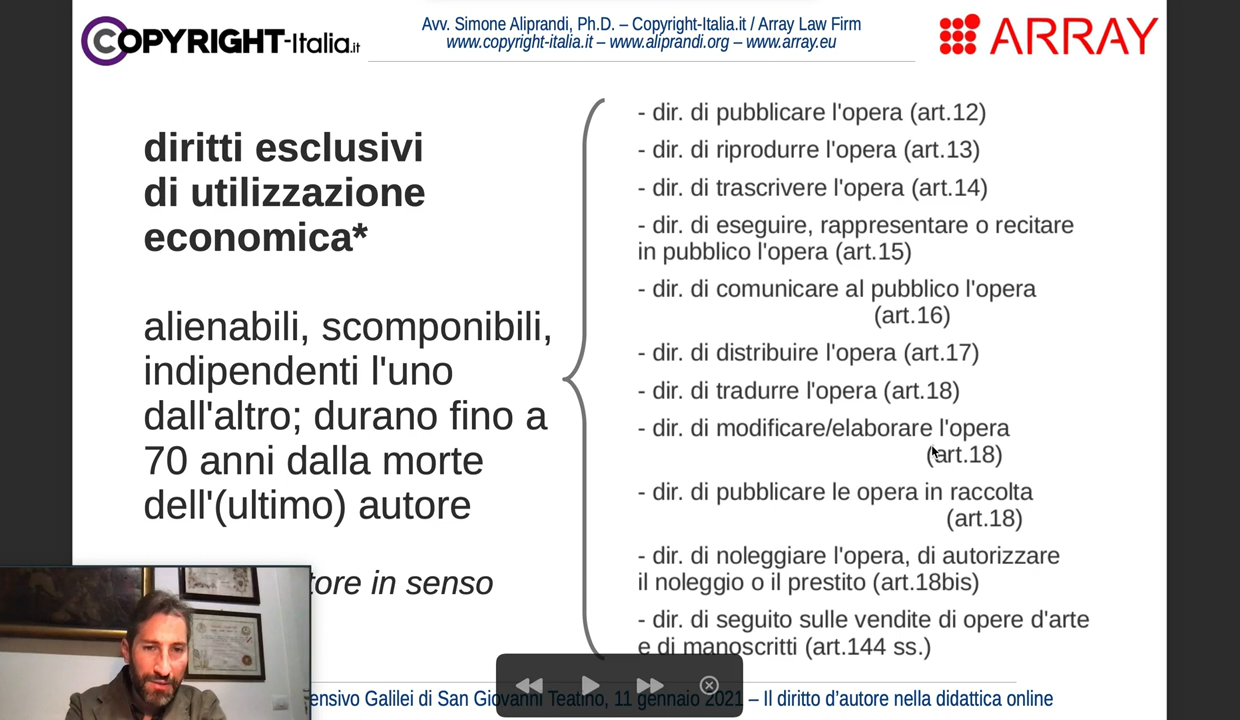 COPYRIGHT-Italia.it
Avv. Simone Aliprandi, Ph.D. – Copyright-Italia.it / Array Law Firm
www.copyright-italia.it – www.aliprandi.org – www.array.eu
ARRAY
diritti esclusivi
di utilizzazione
economica*
alienabili, scomponibili,
indipendenti l'uno
dall'altro; durano fino a
70 anni dalla morte
dell'(ultimo) autore
tore in senso
- dir. di pubblicare l'opera (art.12)
- dir. di riprodurre l'opera (art.13)
- dir. di trascrivere l'opera (art.14)
- dir. di eseguire, rappresentare o recitare
in pubblico l'opera (art.15)
- dir. di comunicare al pubblico l'opera
(art.16)
- dir. di distribuire l'opera (art.17)
- dir. di tradurre l'opera (art.18)
- dir. di modificare/elaborare l'opera
(art.18)
- dir. di pubblicare le opera in raccolta
(art.18)
- dir. di noleggiare l'opera, di autorizzare
il noleggio o il prestito (art.18bis)
- dir. di seguito sulle vendite di opere d'arte
e di manoscritti (art.144 ss.)
ensivo Galilei di San Giovanni Teatino, 11 gennaio 2021 – Il diritto d’autore nella didattica online